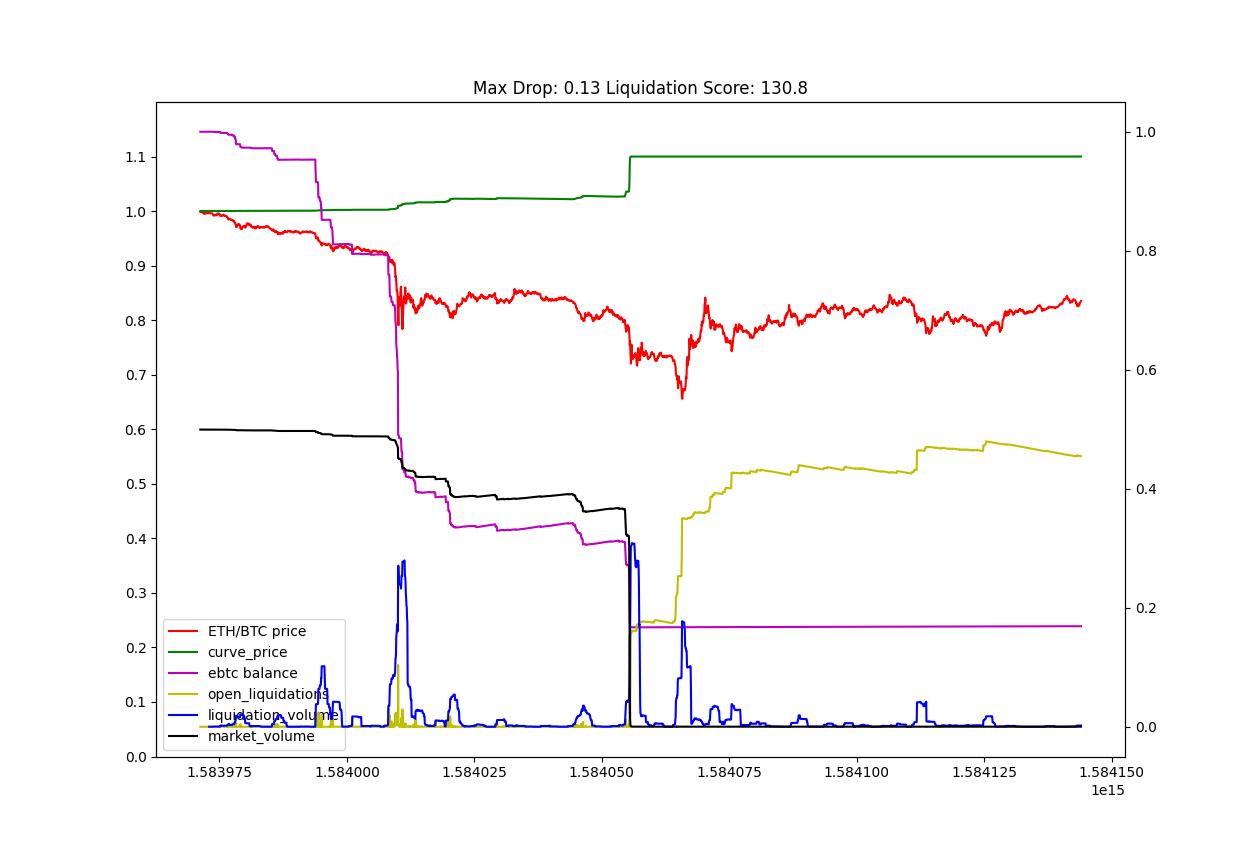 Max Drop: 0.13 Liquidation Score: 130.8
1.1
1.0
0.9
0.8
0.7
0.6
0.5
0.4
0.3
0.2
0.1
0.0
1.0
0.8
0.6
0.4
0.2
0.0
ETH/BTC price
curve_price
ebtc balance
open_liquidations
liquidation_volume
market_volume
1.583975 1.584000 1.584025 1.584050 1.584075 1.584100 1.584125 1.584150
1e15